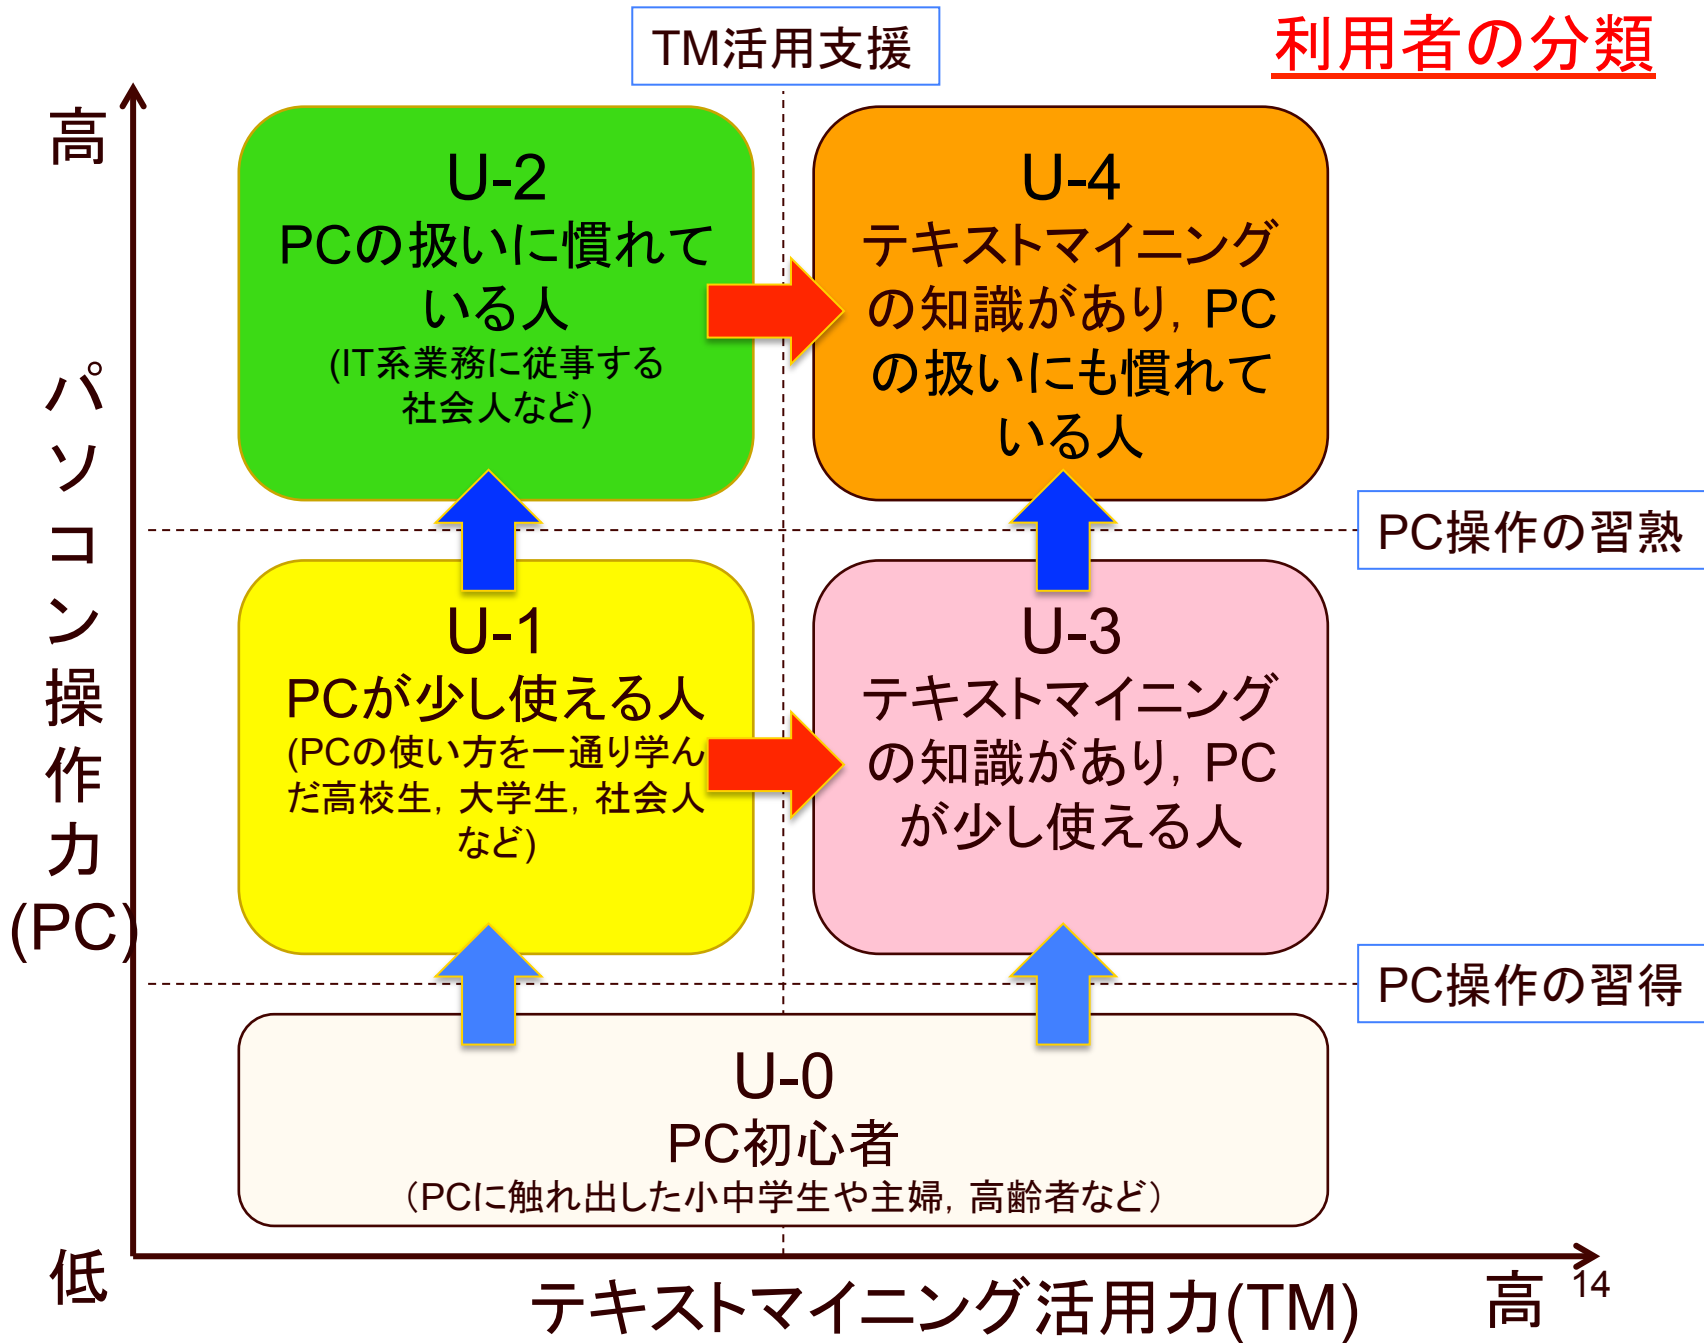 利用者の分類
TM活用支援
高
パソコン操作力
(PC)
低
U-2
PCの扱いに慣れて
いる人
(IT系業務に従事する
社会人など)
U-4
テキストマイニング
の知識があり, PC
の扱いにも慣れて
いる人
PC操作の習熟
U-1
PCが少し使える人
(PCの使い方を一通り学ん
だ高校生, 大学生, 社会人
など)
U-3
テキストマイニング
の知識があり, PC
が少し使える人
PC操作の習得
U-0
PC初心者
（PCに触れ出した小中学生や主婦, 高齢者など）
テキストマイニング活用力(TM)
高
14